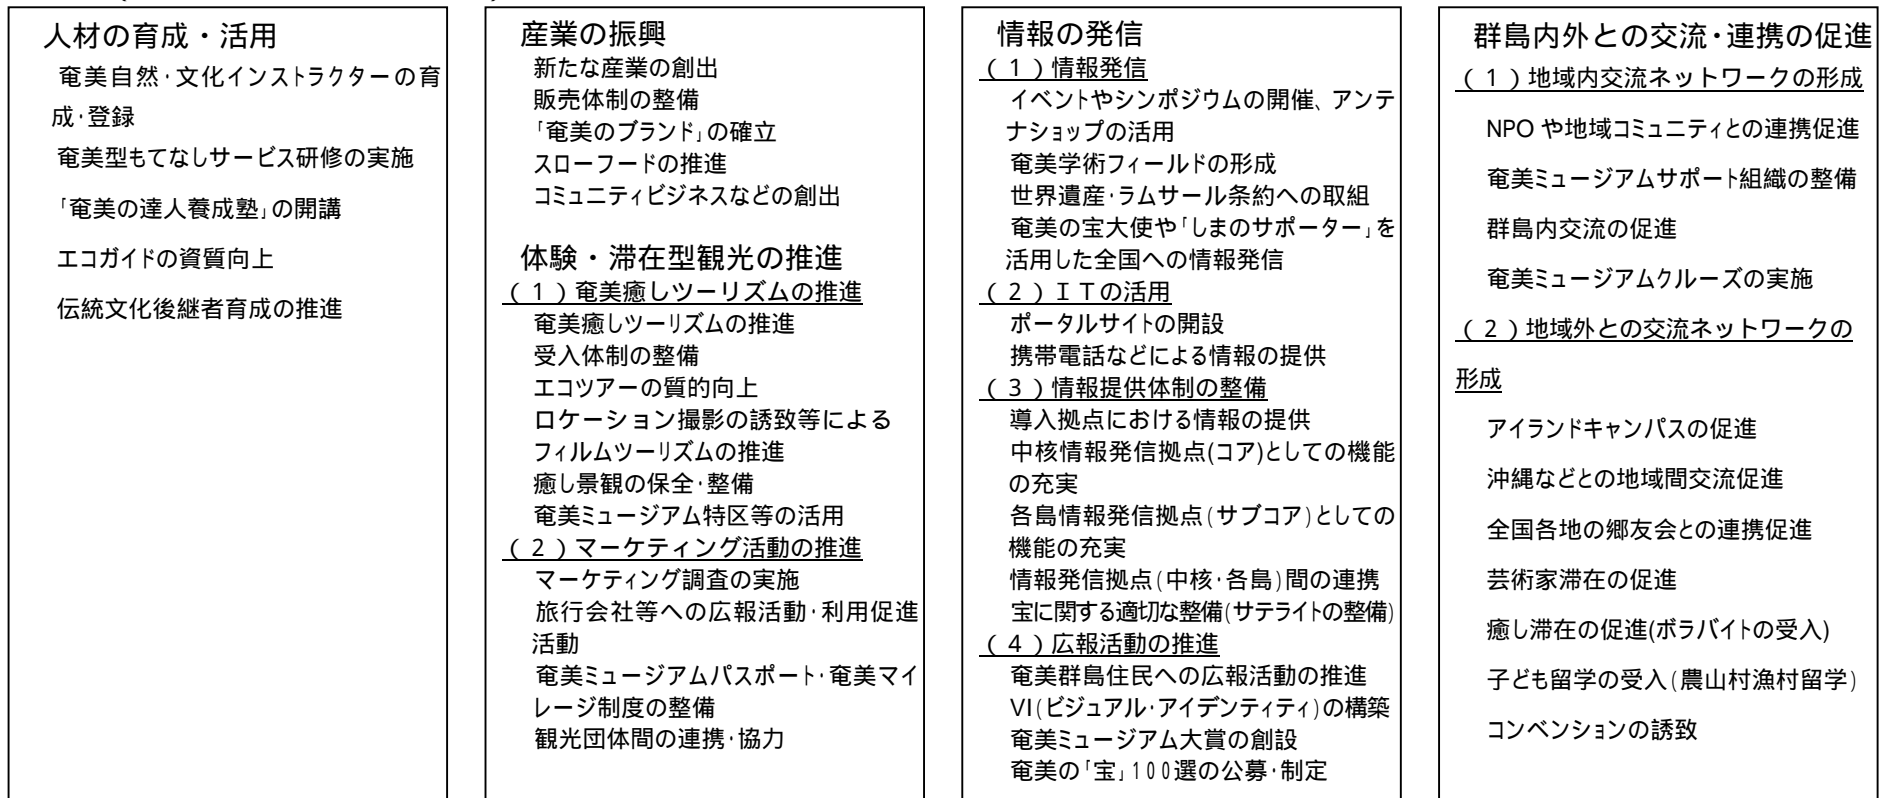 人材の育成・活用
奄美自然・文化インストラクターの育
成・登録
奄美型もてなしサービス研修の実施
「奄美の達人養成塾」の開講
エコガイドの資質向上
伝統文化後継者育成の推進
産業の振興
新たな産業の創出
販売体制の整備
「奄美のブランド」の確立
スローフードの推進
コミュニティビジネスなどの創出
体験・滞在型観光の推進
(1)奄美癒しツーリズムの推進
奄美癒しツーリズムの推進
受入体制の整備
エコツアーの質的向上
ロケーション撮影の誘致等による
フィルムツーリズムの推進
癒し景観の保全・整備
奄美ミュージアム特区等の活用
(2)マーケティング活動の推進
マーケティング調査の実施
旅行会社等への広報活動・利用促進
活動
奄美ミュージアムパスポート・奄美マイ
レージ制度の整備
観光団体間の連携・協力
情報の発信
(1)情報発信
イベントやシンポジウムの開催、アンテ
ナショップの活用
奄美学術フィールドの形成
世界遺産・ラムサール条約への取組
奄美の宝大使や「しまのサポーター」を
活用した全国への情報発信
(2)ITの活用
ポータルサイトの開設
携帯電話などによる情報の提供
(3)情報提供体制の整備
導入拠点における情報の提供
中核情報発信拠点(コア)としての機能
の充実
各島情報発信拠点(サブコア)としての
機能の充実
情報発信拠点(中核・各島)間の連携
宝に関する適切な整備(サテライトの整備)
(4)広報活動の推進
奄美群島住民への広報活動の推進
VI(ビジュアル・アイデンティティ)の構築
奄美ミュージアム大賞の創設
奄美の「宝」100選の公募・制定
群島内外との交流・連携の促進
(1)地域内交流ネットワークの形成
NPOや地域コミュニティとの連携促進
奄美ミュージアムサポート組織の整備
群島内交流の促進
奄美ミュージアムクルーズの実施
(2)地域外との交流ネットワークの
形成
アイランドキャンパスの促進
沖縄などとの地域間交流促進
全国各地の郷友会との連携促進
芸術家滞在の促進
癒し滞在の促進(ボラバイトの受入)
子ども留学の受入(農山村漁村留学)
コンベンションの誘致